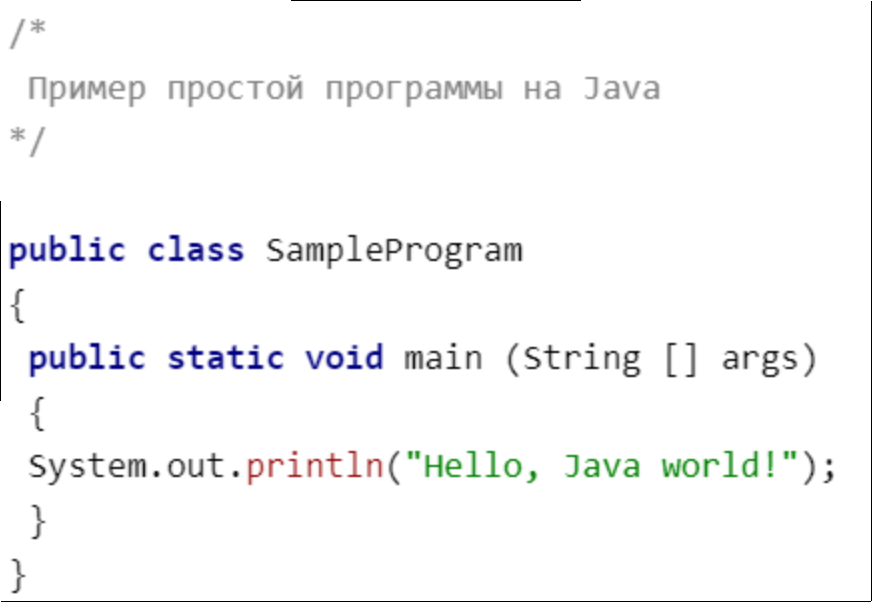 /*
Пример простой программы на Java
*/
public class SampleProgram
{
public static void main (String [] args)
{
System.out.println("Hello, Java world!");
}
}